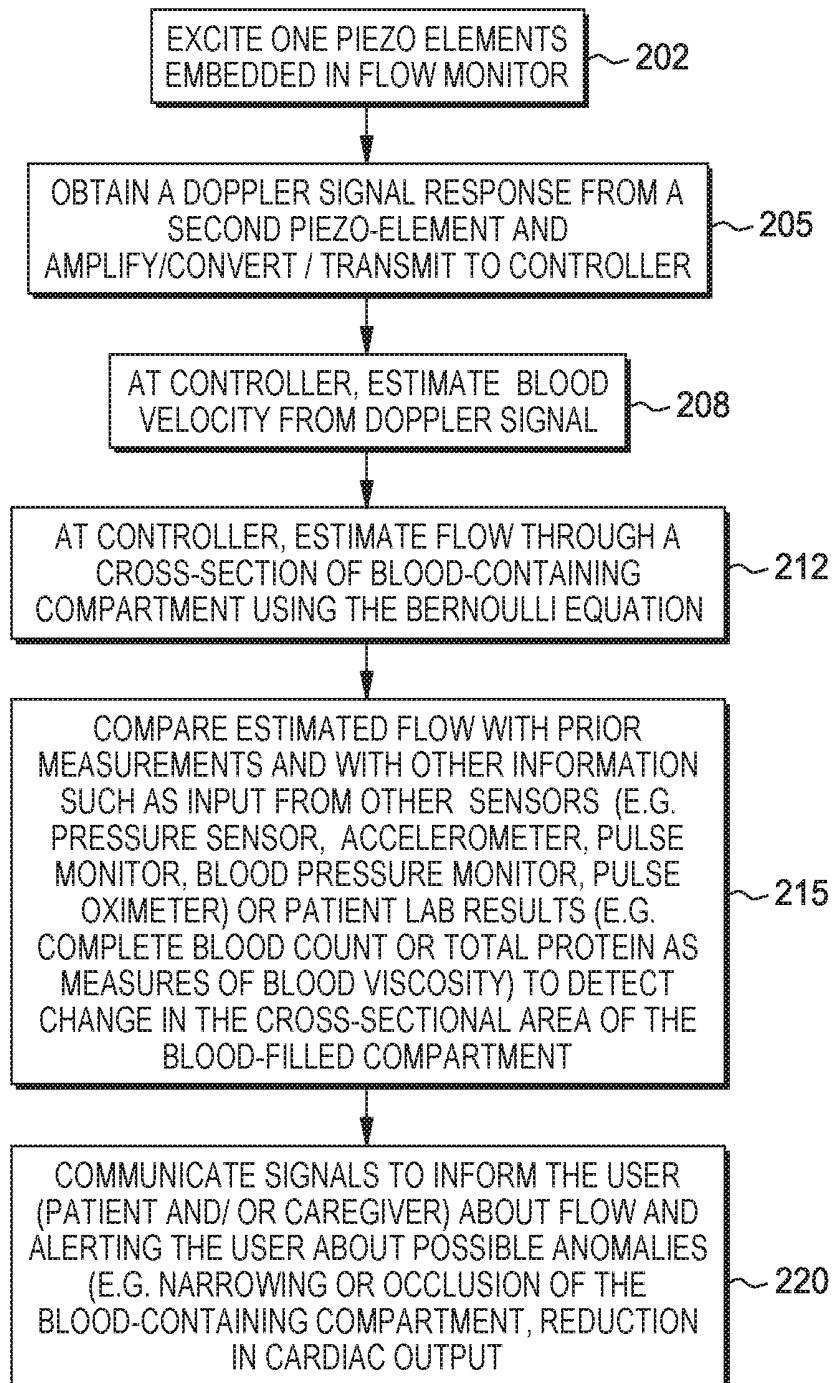 EXCITE ONE PIEZO ELEMENTS
EMBEDDED IN FLOW MONITOR
202
OBTAIN A DOPPLER SIGNAL RESPONSE FROM A
SECOND PIEZO-ELEMENT AND
AMPLIFY/CONVERT / TRANSMIT TO CONTROLLER
205
AT CONTROLLER, ESTIMATE BLOOD
VELOCITY FROM DOPPLER SIGNAL
208
AT CONTROLLER, ESTIMATE FLOW THROUGH A
CROSS-SECTION OF BLOOD-CONTAINING
COMPARTMENT USING THE BERNOULLI EQUATION
212
COMPARE ESTIMATED FLOW WITH PRIOR
MEASUREMENTS AND WITH OTHER INFORMATION
SUCH AS INPUT FROM OTHER SENSORS (E.G.
PRESSURE SENSOR, ACCELEROMETER, PULSE
MONITOR, BLOOD PRESSURE MONITOR, PULSE
OXIMETER) OR PATIENT LAB RESULTS (E.G.
COMPLETE BLOOD COUNT OR TOTAL PROTEIN AS
MEASURES OF BLOOD VISCOSITY) TO DETECT
CHANGE IN THE CROSS-SECTIONAL AREA OF THE
BLOOD-FILLED COMPARTMENT
215
COMMUNICATE SIGNALS TO INFORM THE USER
(PATIENT AND/ OR CAREGIVER) ABOUT FLOW AND
ALERTING THE USER ABOUT POSSIBLE ANOMALIES
(E.G. NARROWING OR OCCLUSION OF THE
BLOOD-CONTAINING COMPARTMENT, REDUCTION
IN CARDIAC OUTPUT
220